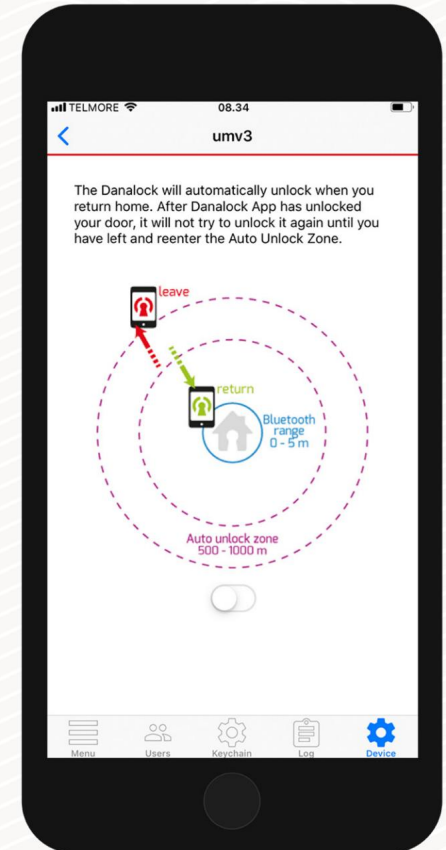 TELMORE 08.34
umv3
The Danalock will automatically unlock when you
return home. After Danalock App has unlocked
your door, it will not try to unlock it again until you
have left and reenter the Auto Unlock Zone.
leave
return
Bluetooth
range
0 - 5 m
Auto unlock zone
500 - 1000 m
Menu Users Keychain Log Device